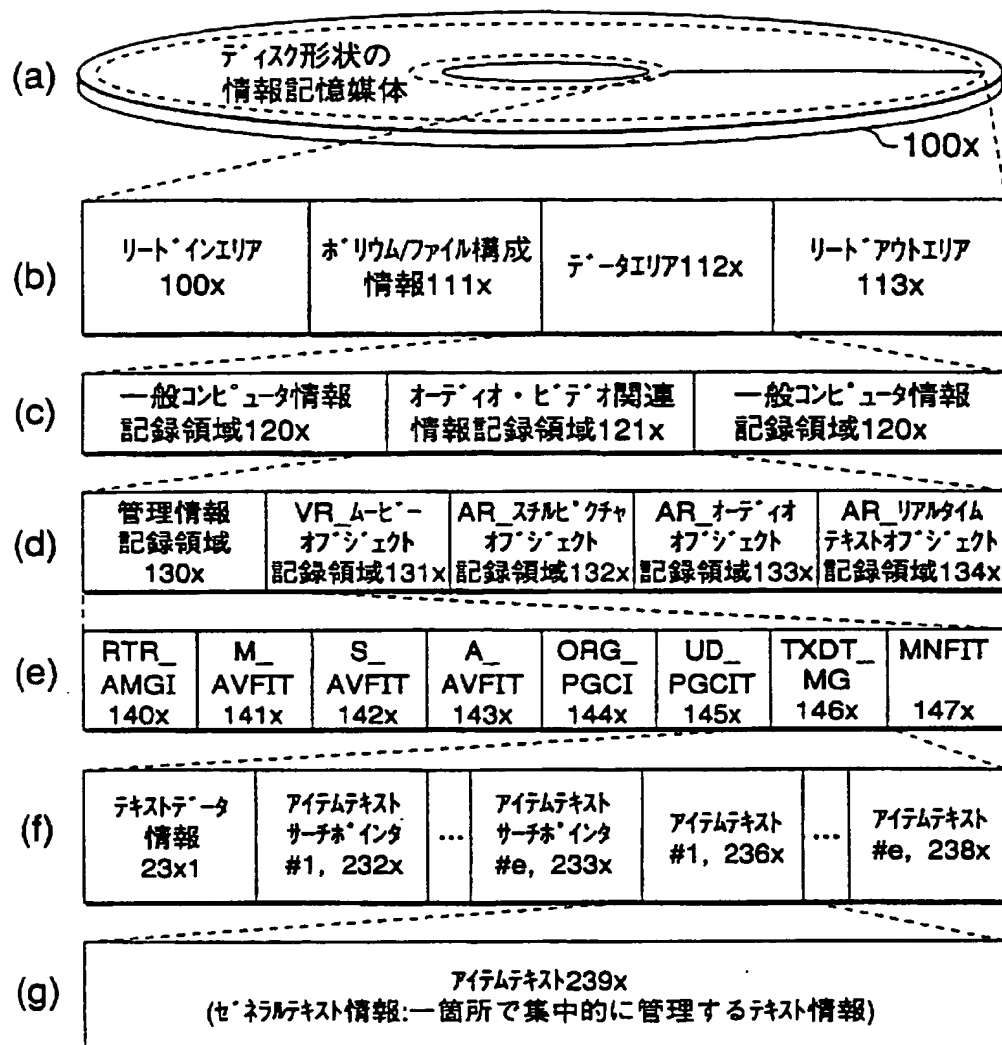 (a)
ディスク形状の
情報記憶媒体
100x
(b)
リードインエリア
100x
ボリウム/ファイル構成
情報111x
データエリア112x
リードアウトエリア
113x
(c)
一般コンピュータ情報
記録領域120x
オーディオ・ビデオ関連
情報記録領域121x
一般コンピュータ情報
記録領域120x
(d)
管理情報
記録領域
130x
VR_ムービー
オブジェクト
記録領域131x
AR_スチルピクチャ
オブジェクト
記録領域132x
AR_オーディオ
オブジェクト
記録領域133x
AR_リアルタイム
テキストオブジェクト
記録領域134x
(e)
RTR_
AMGI
140x
M_
AVFIT
141x
S_
AVFIT
142x
A_
AVFIT
143x
ORG_
PGCI
144x
UD_
PGCIT
145x
TXDT_
MG
146x
MNFIT
147x
(f)
テキストデータ
情報
23x1
アイテムテキスト
サーチポインタ
#1, 232x
...
アイテムテキスト
サーチポインタ
#e, 233x
アイテムテキスト
#1, 236x
...
アイテムテキスト
#e, 238x
(g)
アイテムテキスト239x
(ゼネラルテキスト情報:一箇所で集中的に管理するテキスト情報)